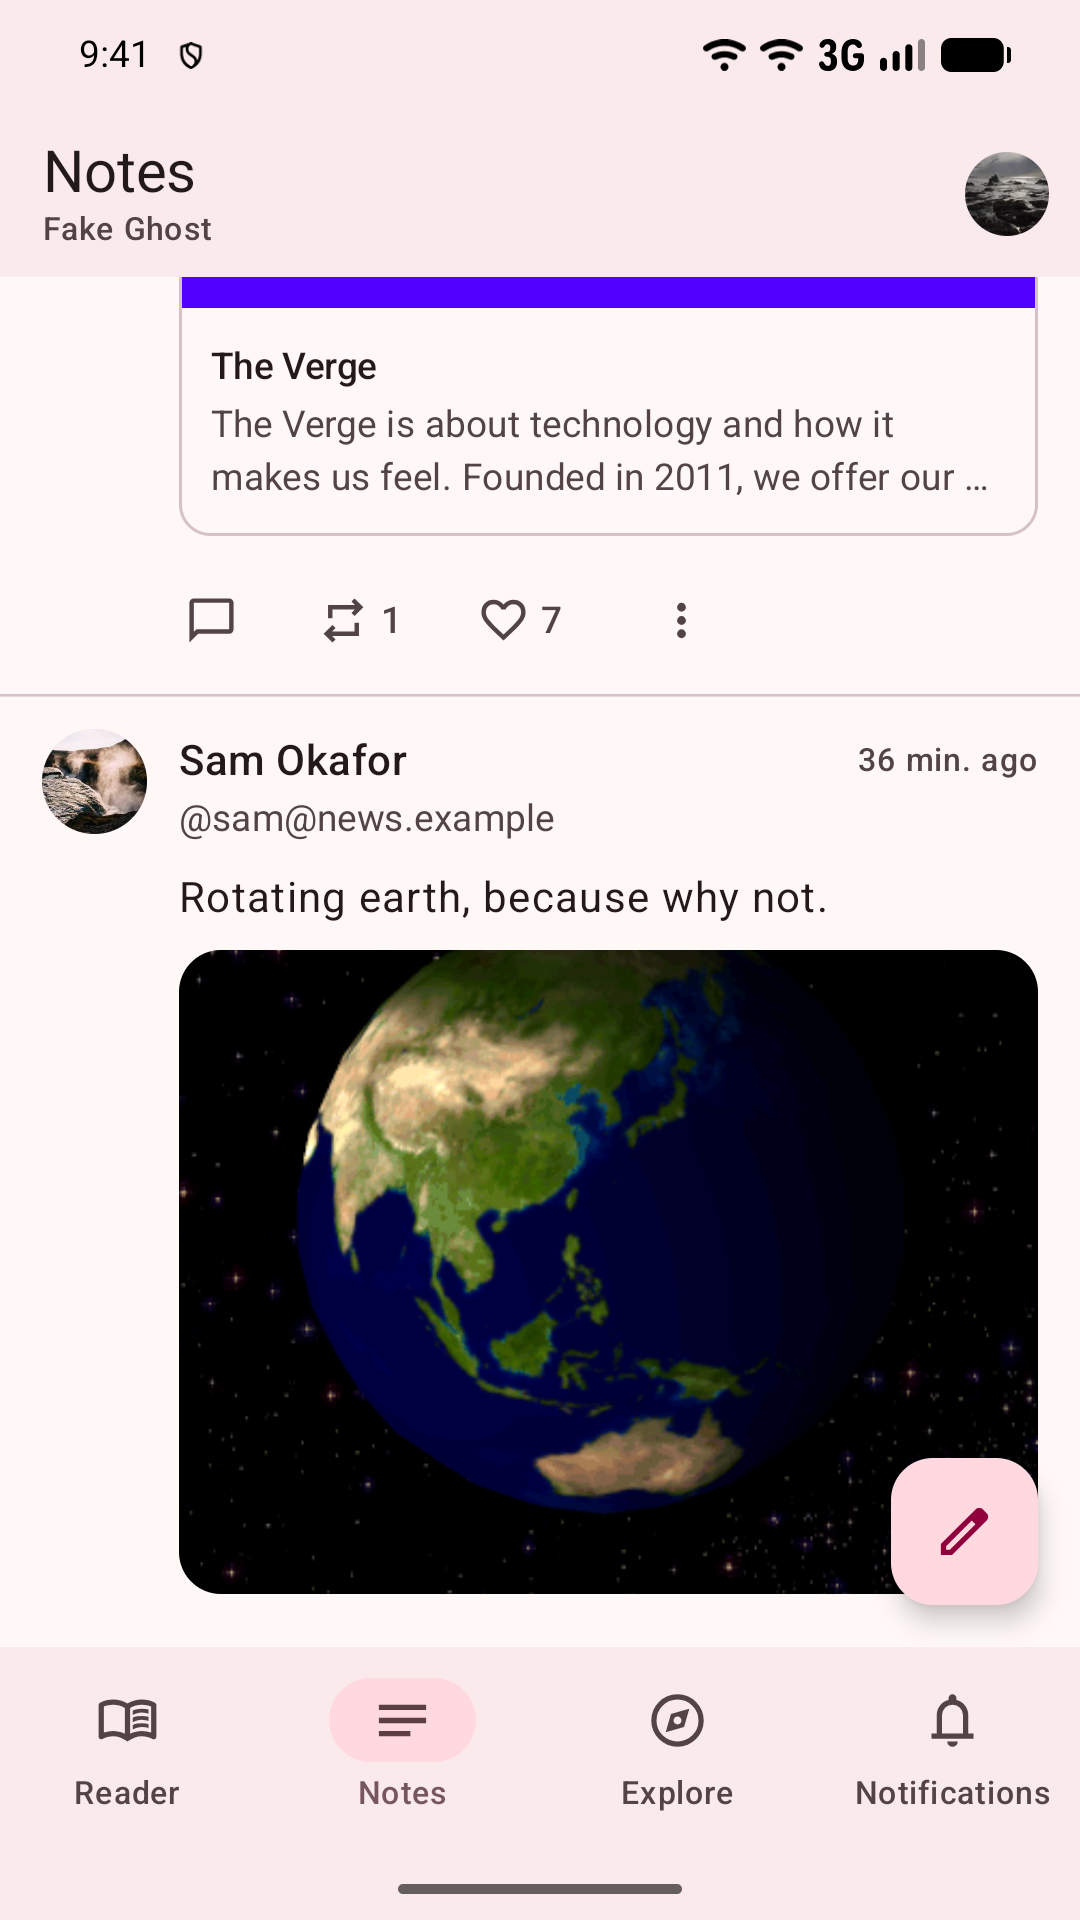 9:41
3G
Notes
Fake Ghost
The Verge
The Verge is about technology and how it
makes us feel. Founded in 2011, we offer our …
1
7
Sam Okafor
36 min. ago
@sam@news.example
Rotating earth, because why not.
Reader
Notes
Explore
Notifications